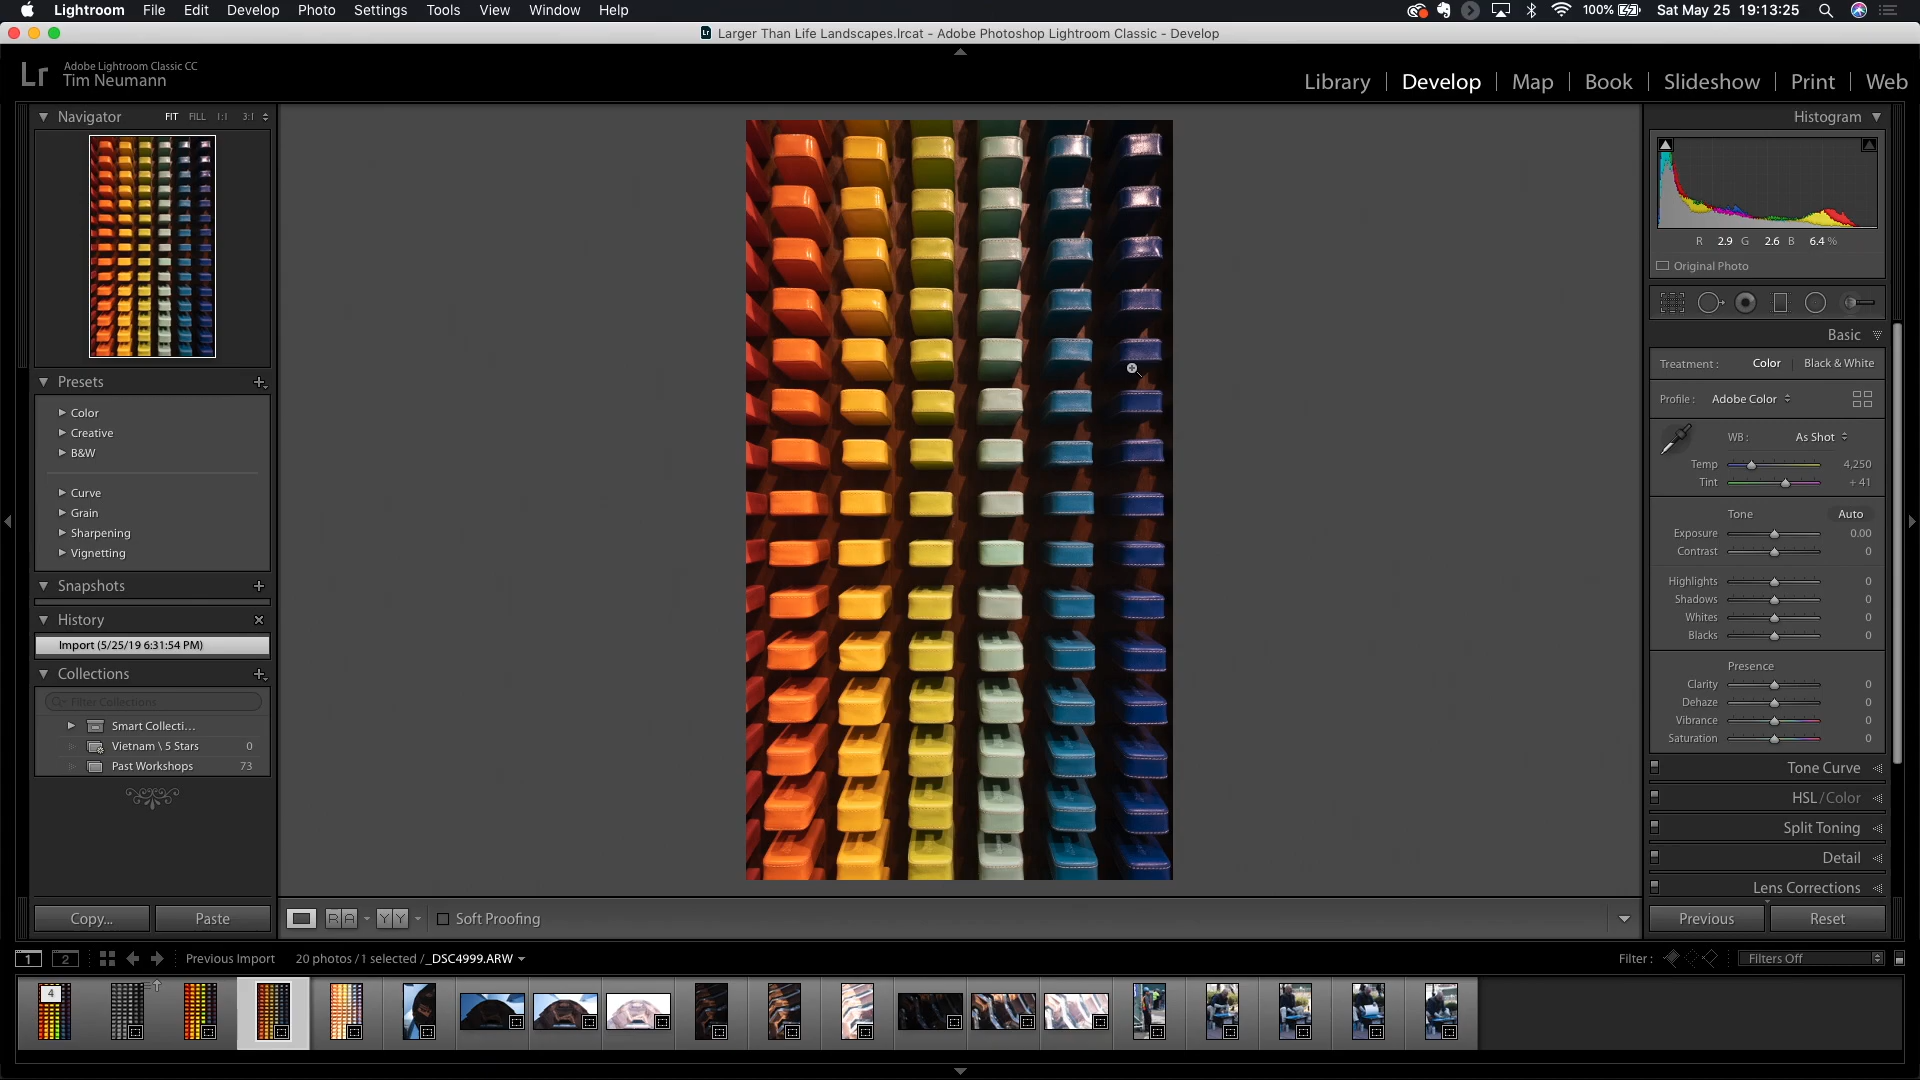 Lightroom File Edit Develop Photo Settings Tools View Window Help 100% Sat May 25 19:13:25
Larger Than Life Landscapes.lrcat - Adobe Photoshop Lightroom Classic - Develop
Lr Adobe Lightroom Classic CC
Tim Neumann
Library Develop Map Book Slideshow Print Web
Navigator FIT FILL 1:1 3:1
Presets
Color
Creative
B&W
Curve
Grain
Sharpening
Vignetting
Snapshots
History
Import (5/25/19 6:31:54 PM)
Collections
Filter Collections
Smart Collecti...
Vietnam \ 5 Stars 0
Past Workshops 73
Copy... Paste
Histogram
R 2.9 G 2.6 B 6.4 %
Original Photo
Basic
Treatment : Color Black & White
Profile : Adobe Color
WB : As Shot
Temp 4,250
Tint + 41
Tone Auto
Exposure 0.00
Contrast 0
Highlights 0
Shadows 0
Whites 0
Blacks 0
Presence
Clarity 0
Dehaze 0
Vibrance 0
Saturation 0
Tone Curve
HSL / Color
Split Toning
Detail
Lens Corrections
Previous Reset
R A Y Y Soft Proofing
1 2 Previous Import 20 photos / 1 selected / _DSC4999.ARW Filter : Filters Off
4